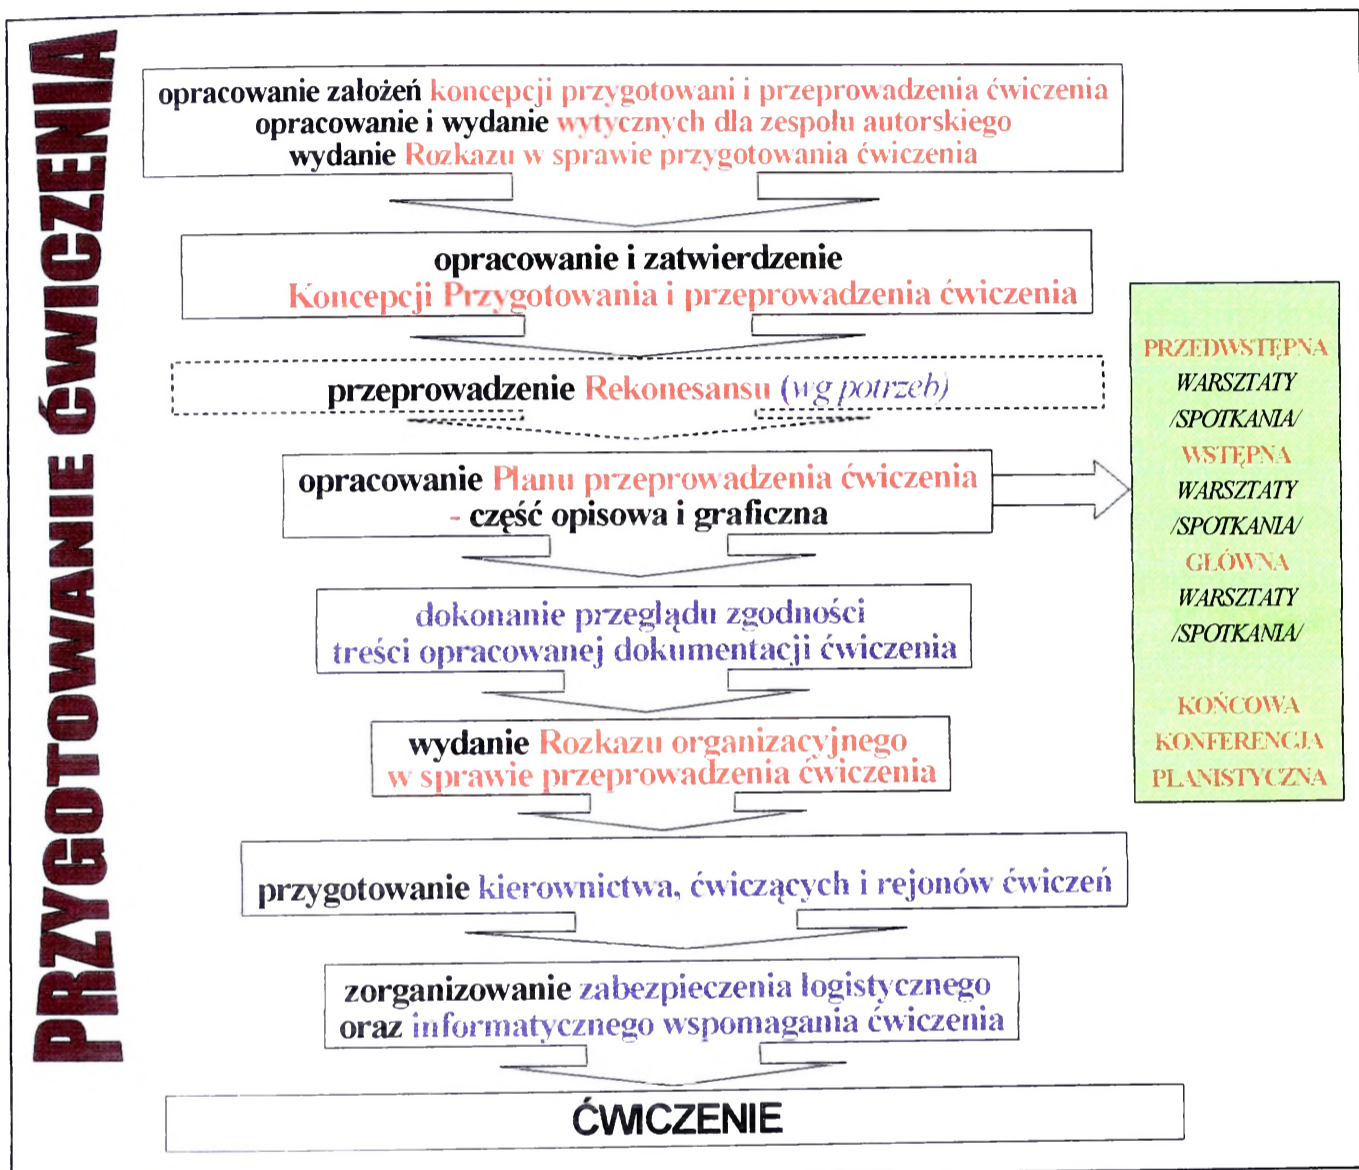 PRZYGOTOWANIE ĆWICZENIA
opracowanie założeń koncepcji przygotowani i przeprowadzenia ćwiczenia
opracowanie i wydanie wytycznych dla zespołu autorskiego
wydanie Rozkazu w sprawie przygotowania ćwiczenia
opracowanie i zatwierdzenie
Koncepcji Przygotowania i przeprowadzenia ćwiczenia
przeprowadzenie Rekonesansu (wg potrzeb)
opracowanie Planu przeprowadzenia ćwiczenia
- część opisowa i graficzna
PRZEDWSTĘPNA
WARSZTATY
/SPOTKANIA/
WSTĘPNA
WARSZTATY
/SPOTKANIA/
GŁÓWNA
WARSZTATY
/SPOTKANIA/
KOŃCOWA
KONFERENCJA
PLANISTYCZNA
dokonanie przeglądu zgodności
treści opracowanej dokumentacji ćwiczenia
wydanie Rozkazu organizacyjnego
w sprawie przeprowadzenia ćwiczenia
przygotowanie kierownictwa, ćwiczących i rejonów ćwiczeń
zorganizowanie zabezpieczenia logistycznego
oraz informatycznego wspomagania ćwiczenia
ĆWICZENIE